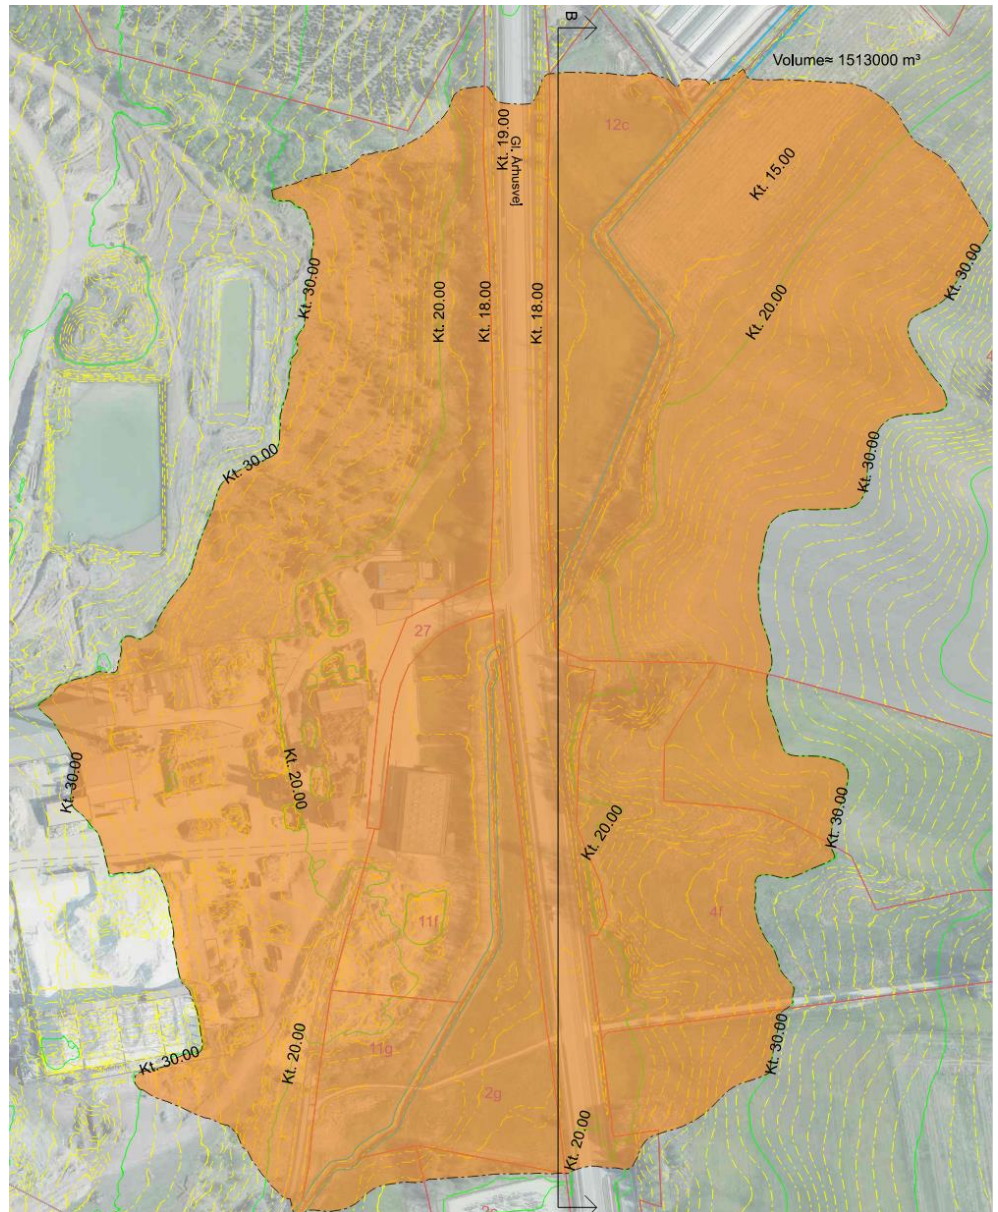 B
Volume≈ 1513000 m³
12c
Kt. 19.00
Gl. Århusvej
Kt. 15.00
Kt. 30.00
Kt. 30.00
Kt. 20.00
Kt. 18.00
Kt. 18.00
Kt. 20.00
Kt. 30.00
Kt. 30.00
27
Kt. 20.00
Kt. 30.00
Kt. 20.00
Kt. 30.00
11f
4f
Kt. 20.00
11g
Kt. 30.00
Kt. 30.00
2g
Kt. 20.00